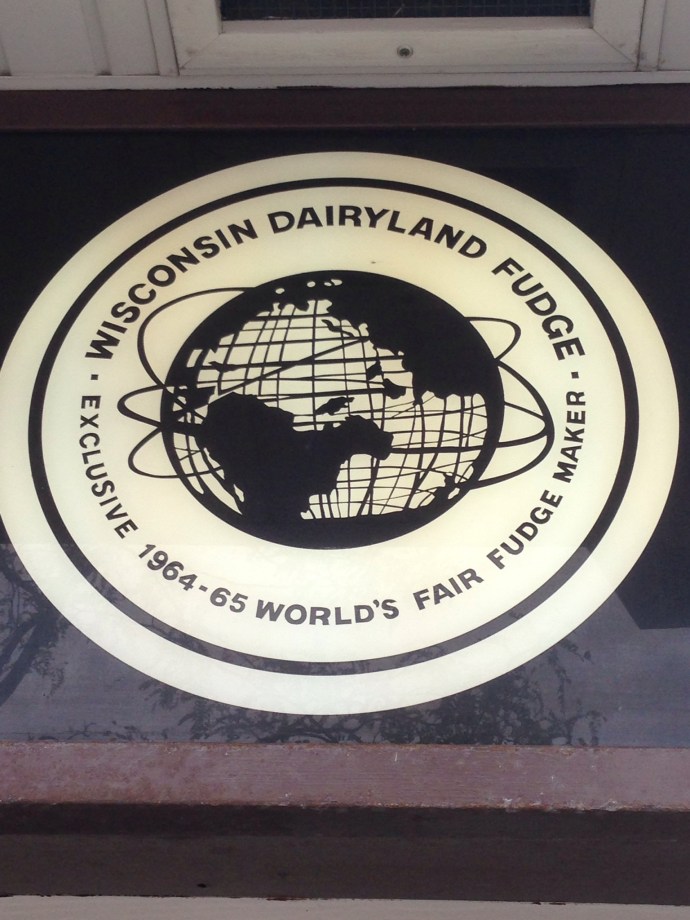 WISCONSIN DAIRYLAND FUDGE
· EXCLUSIVE 1964-65 WORLD'S FAIR FUDGE MAKER ·